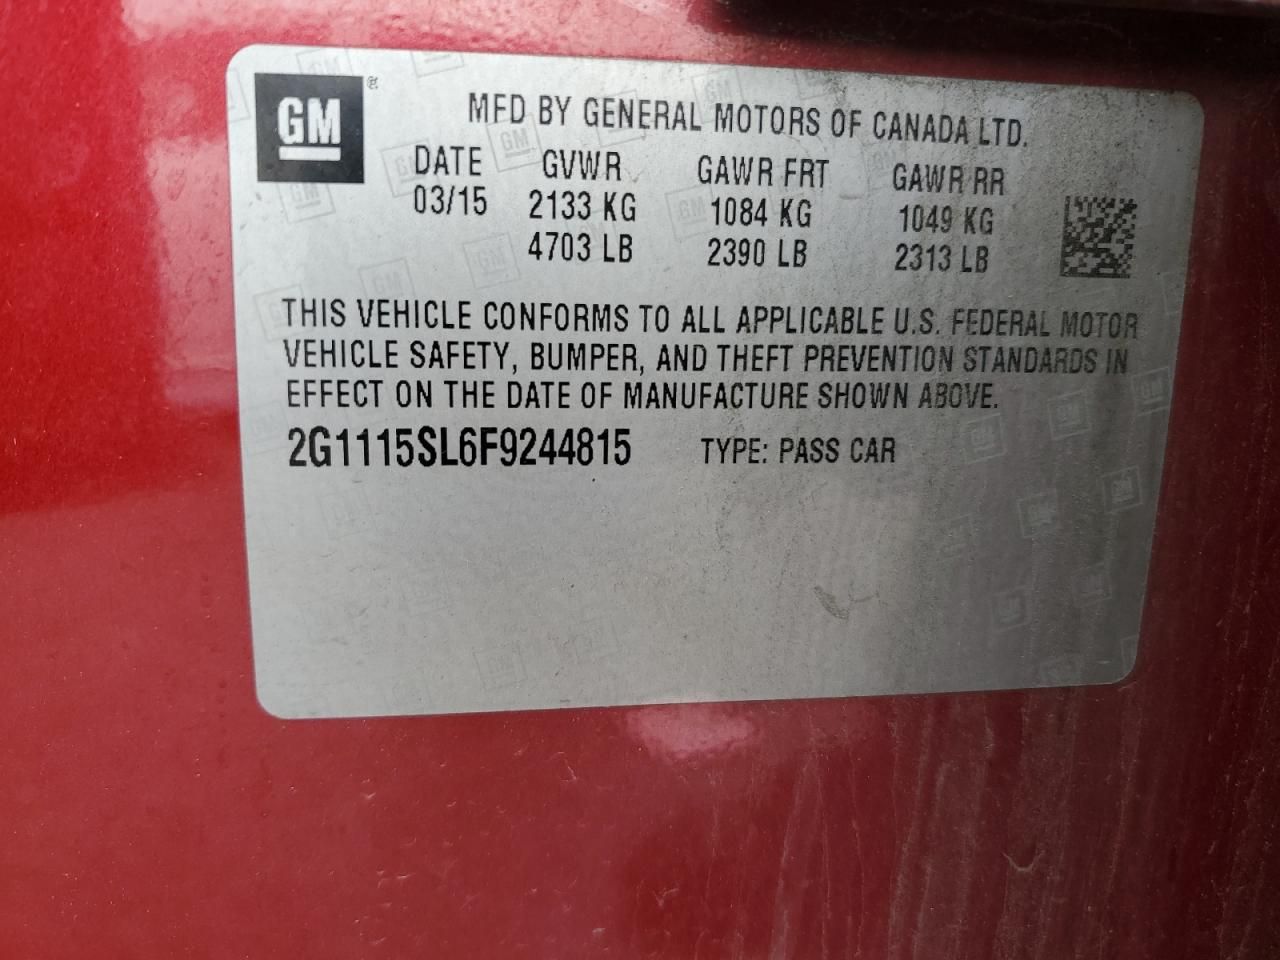 GM ®
MFD BY GENERAL MOTORS OF CANADA LTD.
DATE GVWR GAWR FRT GAWR RR
03/15 2133 KG 1084 KG 1049 KG
4703 LB 2390 LB 2313 LB
THIS VEHICLE CONFORMS TO ALL APPLICABLE U.S. FEDERAL MOTOR
VEHICLE SAFETY, BUMPER, AND THEFT PREVENTION STANDARDS IN
EFFECT ON THE DATE OF MANUFACTURE SHOWN ABOVE.
2G1115SL6F9244815 TYPE: PASS CAR